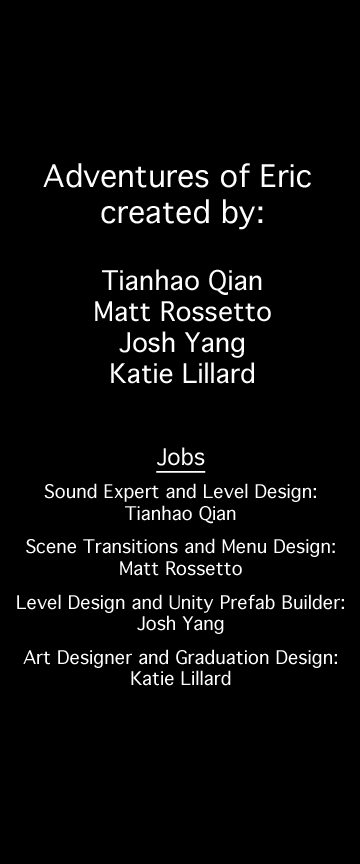 Adventures of Eric
created by:
Tianhao Qian
Matt Rossetto
Josh Yang
Katie Lillard
Jobs
Sound Expert and Level Design:
Tianhao Qian
Scene Transitions and Menu Design:
Matt Rossetto
Level Design and Unity Prefab Builder:
Josh Yang
Art Designer and Graduation Design:
Katie Lillard